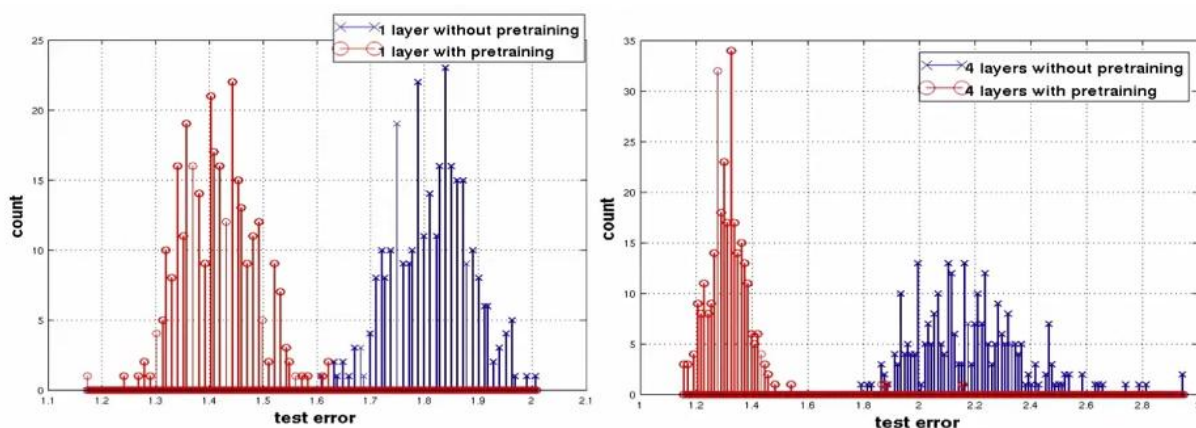 1 layer without pretraining
1 layer with pretraining
25
20
15
10
5
0
count
1.1 1.2 1.3 1.4 1.5 1.6 1.7 1.8 1.9 2 2.1
test error
4 layers without pretraining
4 layers with pretraining
35
30
25
20
15
10
5
0
count
1 1.2 1.4 1.6 1.8 2 2.2 2.4 2.6 2.8
test error